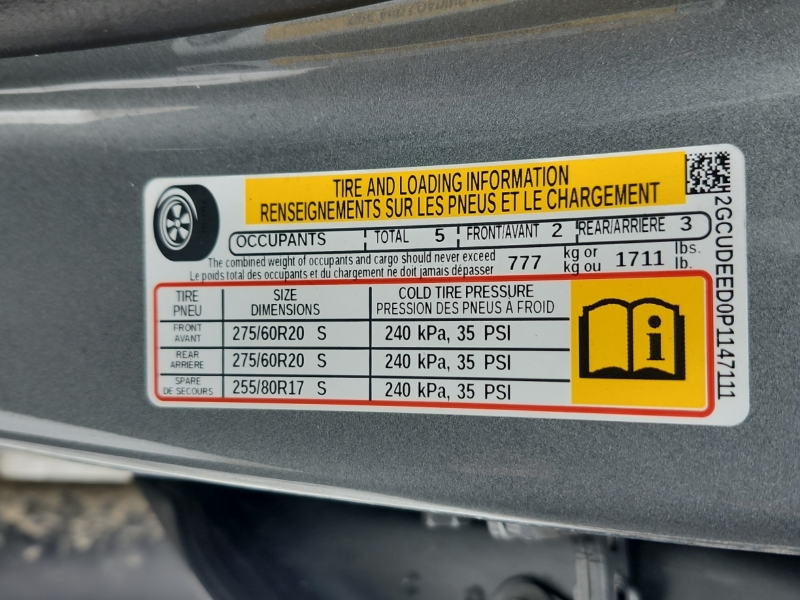 TIRE AND LOADING INFORMATION
RENSEIGNEMENTS SUR LES PNEUS ET LE CHARGEMENT
OCCUPANTS TOTAL 5 FRONT/AVANT 2 REAR/ARRIÈRE 3
The combined weight of occupants and cargo should never exceed 777 kg or 1711 lbs.
Le poids total des occupants et du chargement ne doit jamais dépasser kg ou lb.
TIRE SIZE COLD TIRE PRESSURE
PNEU DIMENSIONS PRESSION DES PNEUS À FROID
FRONT
AVANT 275/60R20 S 240 kPa, 35 PSI
REAR
ARRIÈRE 275/60R20 S 240 kPa, 35 PSI
SPARE
DE SECOURS 255/80R17 S 240 kPa, 35 PSI
i
2GCUDEED0P1147111